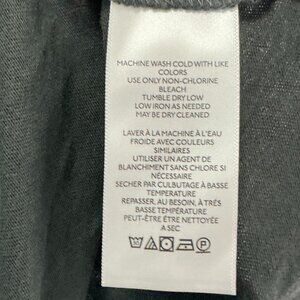 MACHINE WASH COLD WITH LIKE
COLORS
USE ONLY NON-CHLORINE
BLEACH
TUMBLE DRY LOW
LOW IRON AS NEEDED
MAY BE DRY CLEANED
LAVER À LA MACHINE À L'EAU
FROIDE AVEC COULEURS
SIMILAIRES
UTILISER UN AGENT DE
BLANCHIMENT SANS CHLORE SI
NÉCESSAIRE
SECHER PAR CULBUTAGE À BASSE
TEMPERATURE
REPASSER, AU BESOIN, À TRÈS
BASSE TEMPÉRATURE
PEUT-ÊTRE ÊTRE NETTOYÉ
A SEC
P